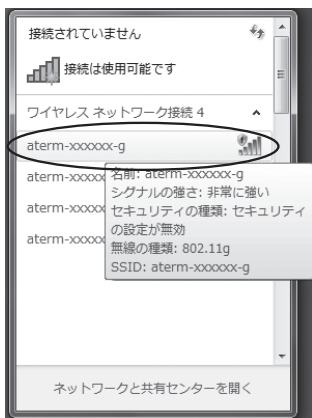 接続されていません
接続は使用可能です
ワイヤレス ネットワーク接続 4
aterm-xxxxxx-g
aterm-xxxxx
名前: aterm-xxxxxx-g
シグナルの強さ: 非常に強い
aterm-xxxxx
セキュリティの種類: セキュリティ
の設定が無効
aterm-xxxxx
無線の種類: 802.11g
SSID: aterm-xxxxxx-g
ネットワークと共有センターを開く